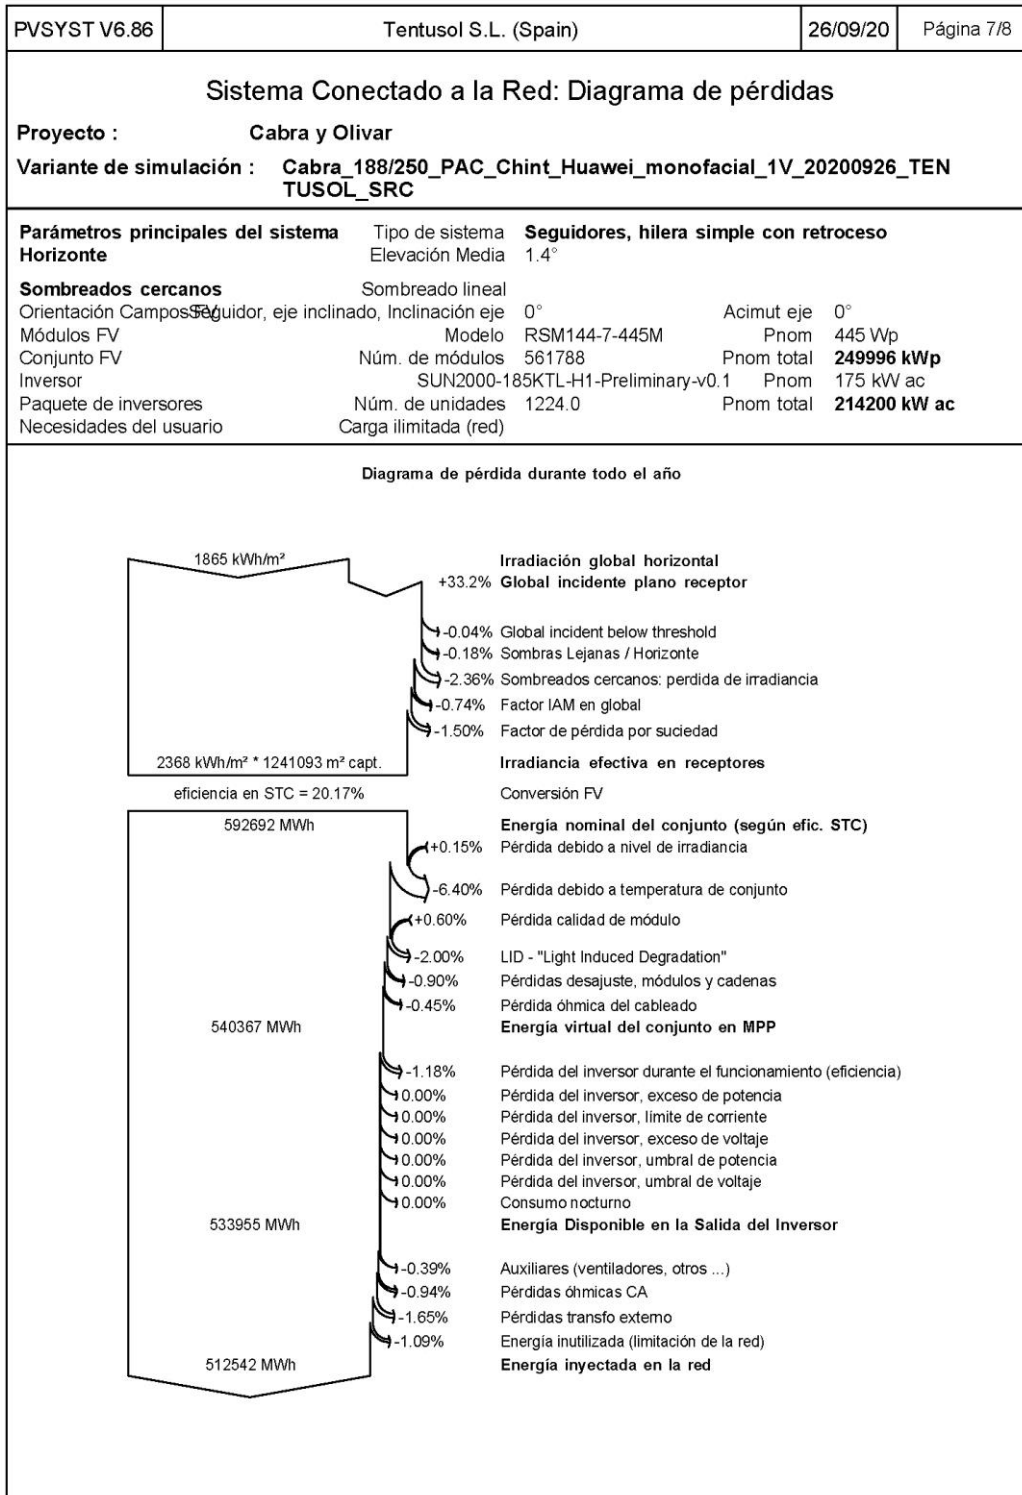 PVSYST V6.86 Tentusol S.L. (Spain) 26/09/20 Página 7/8
Sistema Conectado a la Red: Diagrama de pérdidas
Proyecto : Cabra y Olivar
Variante de simulación : Cabra_188/250_PAC_Chint_Huawei_monofacial_1V_20200926_TEN
TUSOL_SRC
Parámetros principales del sistema Tipo de sistema Seguidores, hilera simple con retroceso
Horizonte Elevación Media 1.4°
Sombreados cercanos Sombreado lineal
Orientación Campos FV Seguidor, eje inclinado, Inclinación eje 0° Acimut eje 0°
Módulos FV Modelo RSM144-7-445M Pnom 445 Wp
Conjunto FV Núm. de módulos 561788 Pnom total 249996 kWp
Inversor SUN2000-185KTL-H1-Preliminary-v0.1 Pnom 175 kW ac
Paquete de inversores Núm. de unidades 1224.0 Pnom total 214200 kW ac
Necesidades del usuario Carga ilimitada (red)
Diagrama de pérdida durante todo el año
1865 kWh/m² Irradiación global horizontal
+33.2% Global incidente plano receptor
-0.04% Global incident below threshold
-0.18% Sombras Lejanas / Horizonte
-2.36% Sombreados cercanos: perdida de irradiancia
-0.74% Factor IAM en global
-1.50% Factor de pérdida por suciedad
2368 kWh/m² * 1241093 m² capt. Irradiancia efectiva en receptores
eficiencia en STC = 20.17% Conversión FV
592692 MWh Energía nominal del conjunto (según efic. STC)
+0.15% Pérdida debido a nivel de irradiancia
-6.40% Pérdida debido a temperatura de conjunto
+0.60% Pérdida calidad de módulo
-2.00% LID - "Light Induced Degradation"
-0.90% Pérdidas desajuste, módulos y cadenas
-0.45% Pérdida óhmica del cableado
540367 MWh Energía virtual del conjunto en MPP
-1.18% Pérdida del inversor durante el funcionamiento (eficiencia)
0.00% Pérdida del inversor, exceso de potencia
0.00% Pérdida del inversor, límite de corriente
0.00% Pérdida del inversor, exceso de voltaje
0.00% Pérdida del inversor, umbral de potencia
0.00% Pérdida del inversor, umbral de voltaje
0.00% Consumo nocturno
533955 MWh Energía Disponible en la Salida del Inversor
-0.39% Auxiliares (ventiladores, otros ...)
-0.94% Pérdidas óhmicas CA
-1.65% Pérdidas transfo externo
-1.09% Energía inutilizada (limitación de la red)
512542 MWh Energía inyectada en la red